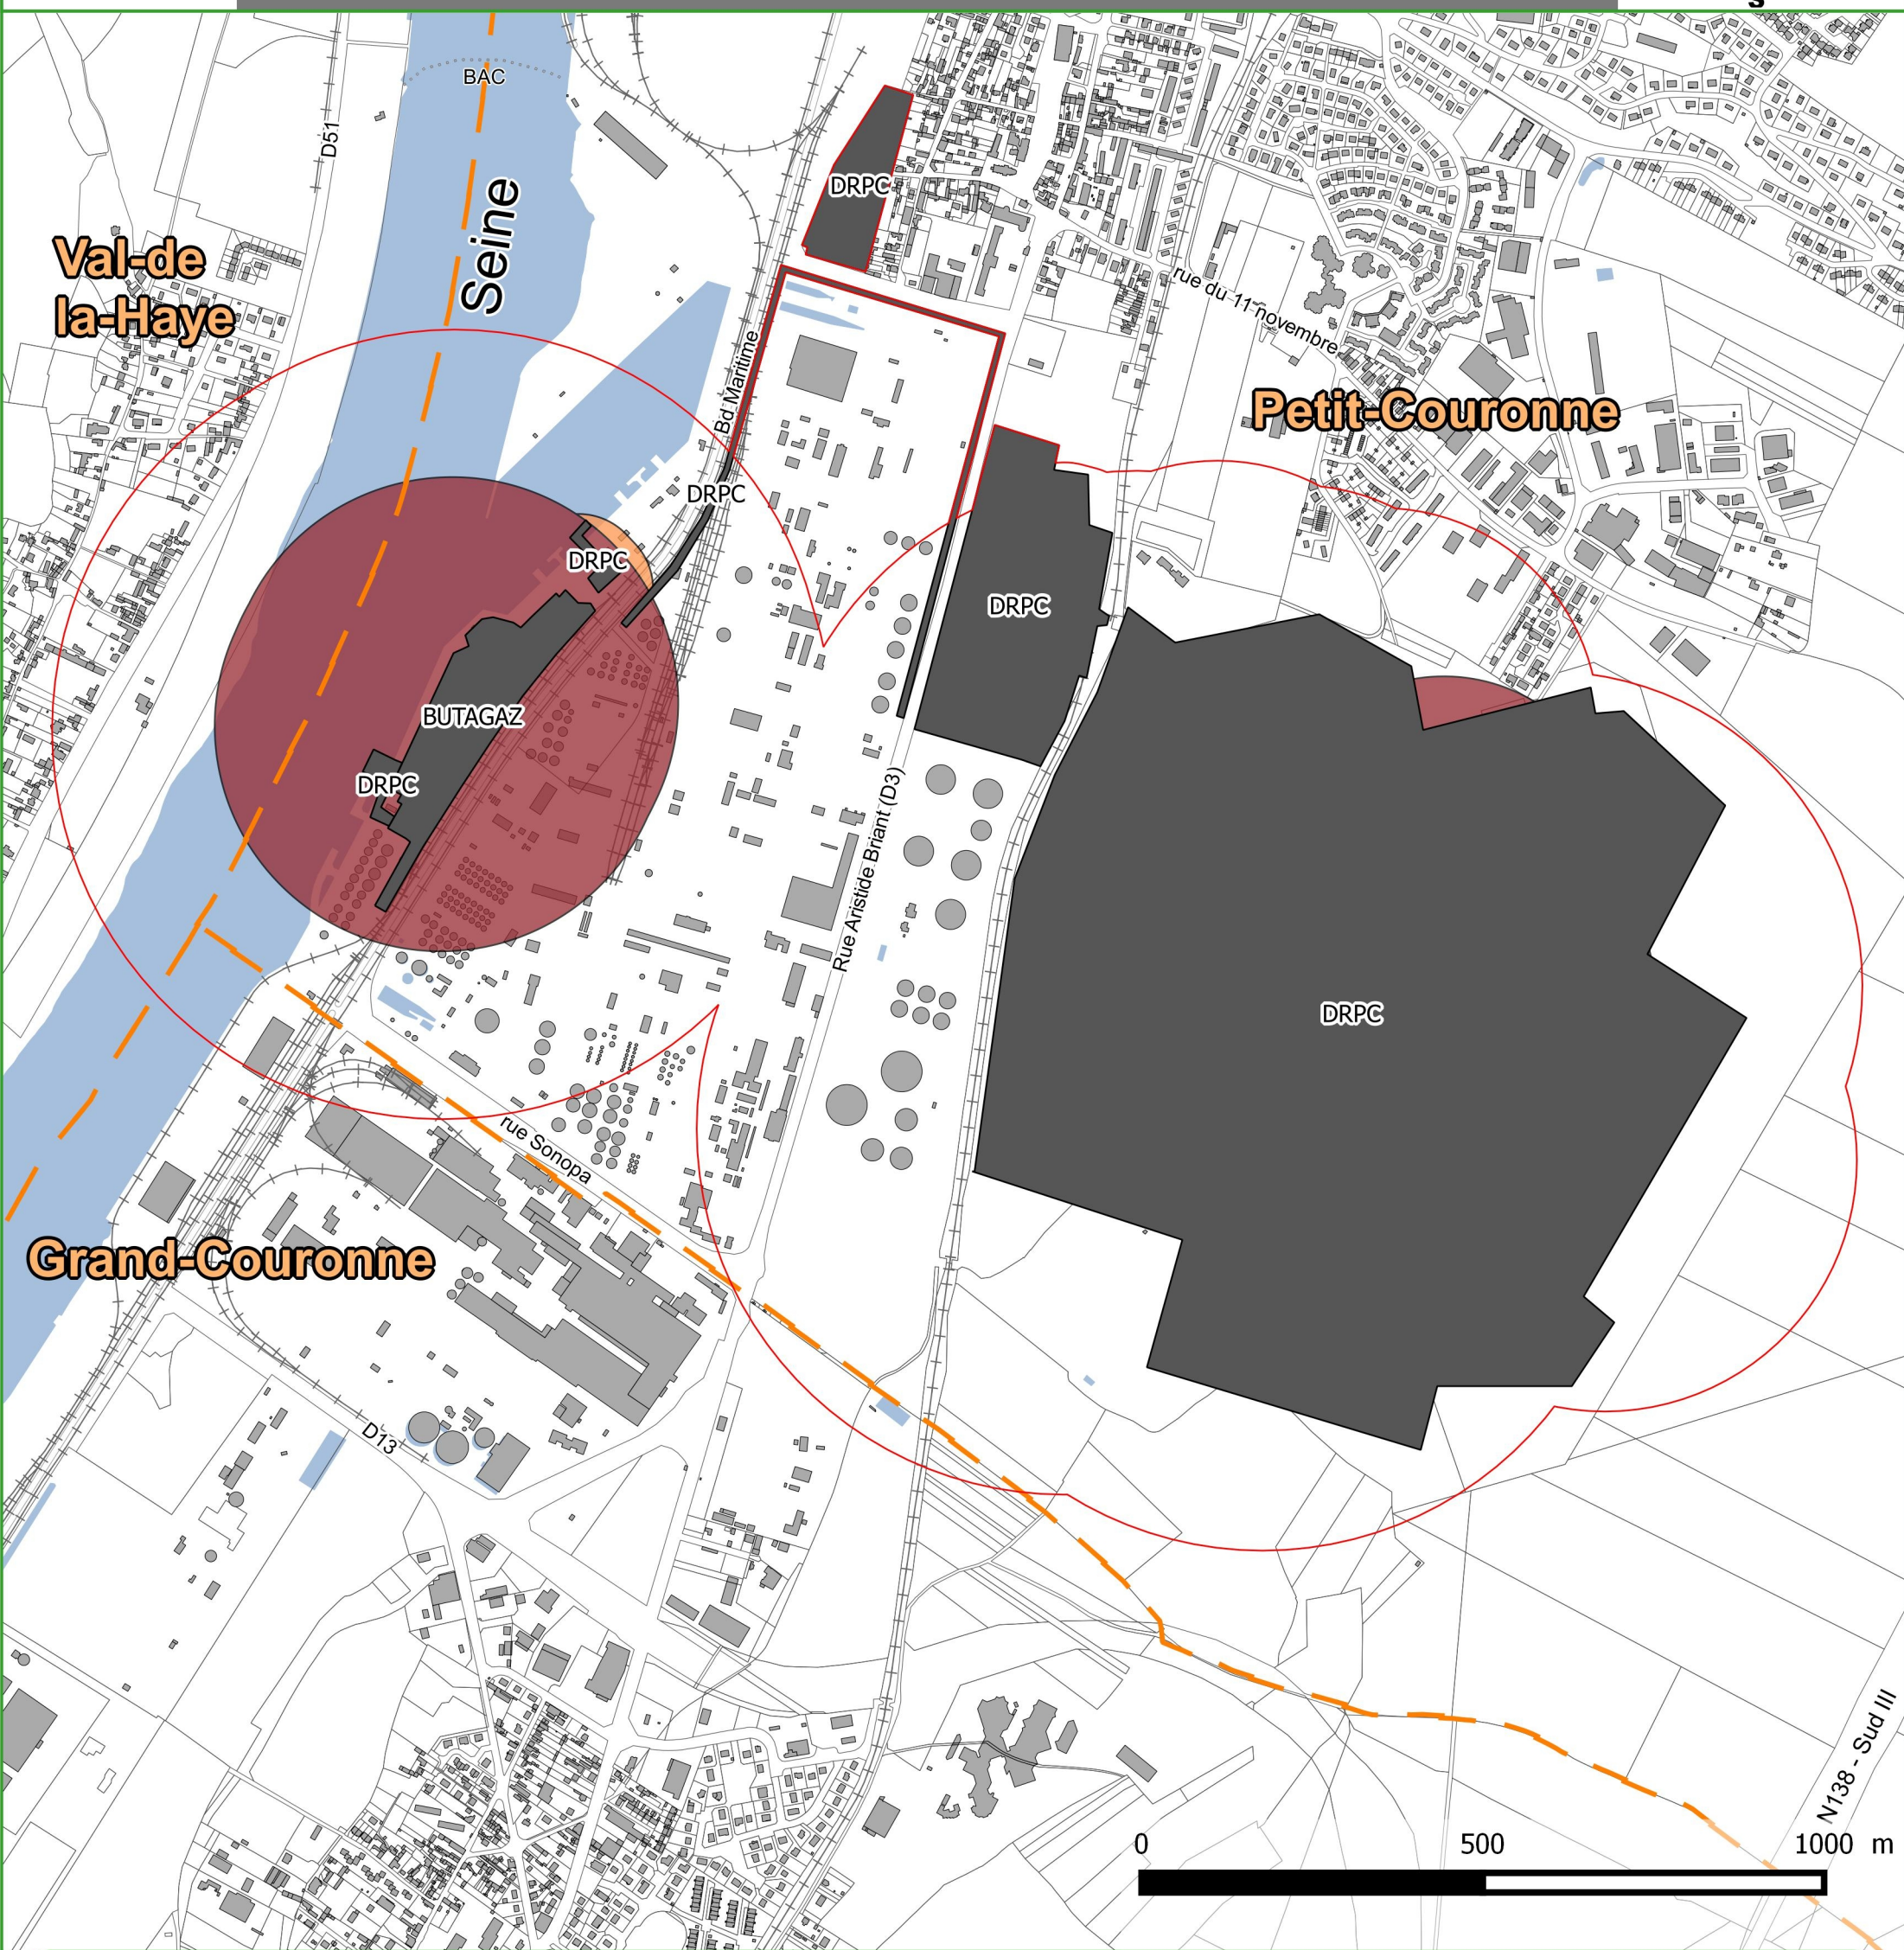 BAC
D51
Seine
DRPC
Val-de
la-Haye
rue du 11 novembre
Bd Maritime
Petit-Couronne
DRPC
DRPC
DRPC
BUTAGAZ
DRPC
Rue Aristide Briant (D3)
DRPC
rue Sonopa
Grand-Couronne
D13
N138 - Sud III
0 500 1000 m